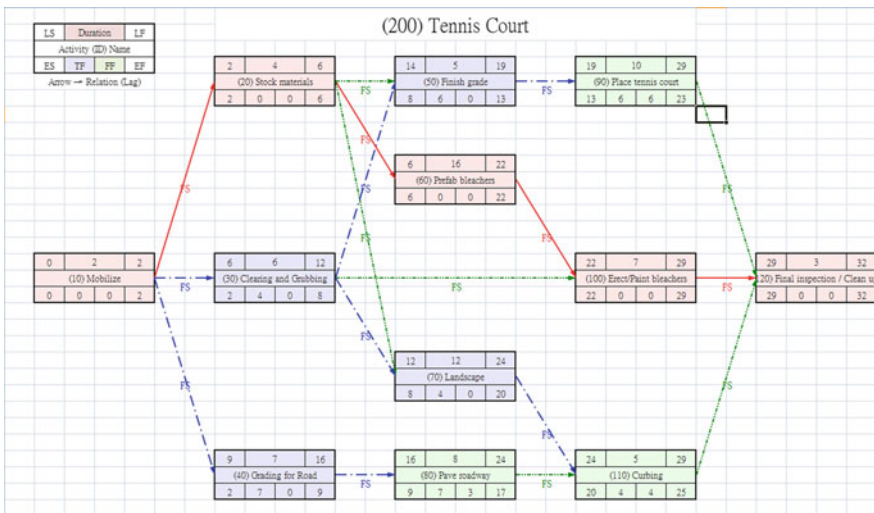 (200) Tennis Court
LS Duration LF
Activity (ID) Name
ES TF FF EF
Arrow → Relation (Lag)
2 4 6
(20) Stock materials
2 0 0 6
14 5 19
(50) Finish grade
8 6 0 13
19 10 29
(90) Place tennis court
13 6 6 23
FS
FS
FS
6 16 22
(60) Prefab bleachers
6 0 0 22
FS
FS
FS
FS
FS
0 2 2
(10) Mobilize
0 0 0 2
6 6 12
(30) Clearing and Grubbing
2 4 0 8
22 7 29
(100) Erect/Paint bleachers
22 0 0 29
29 3 32
120) Final inspection / Clean u
29 0 0 32
FS
FS
FS
FS
12 12 24
(70) Landscape
8 4 0 20
FS
FS
FS
9 7 16
(40) Grading for Road
2 7 0 9
16 8 24
(80) Pave roadway
9 7 3 17
24 5 29
(110) Curbing
20 4 4 25
FS
FS
FS